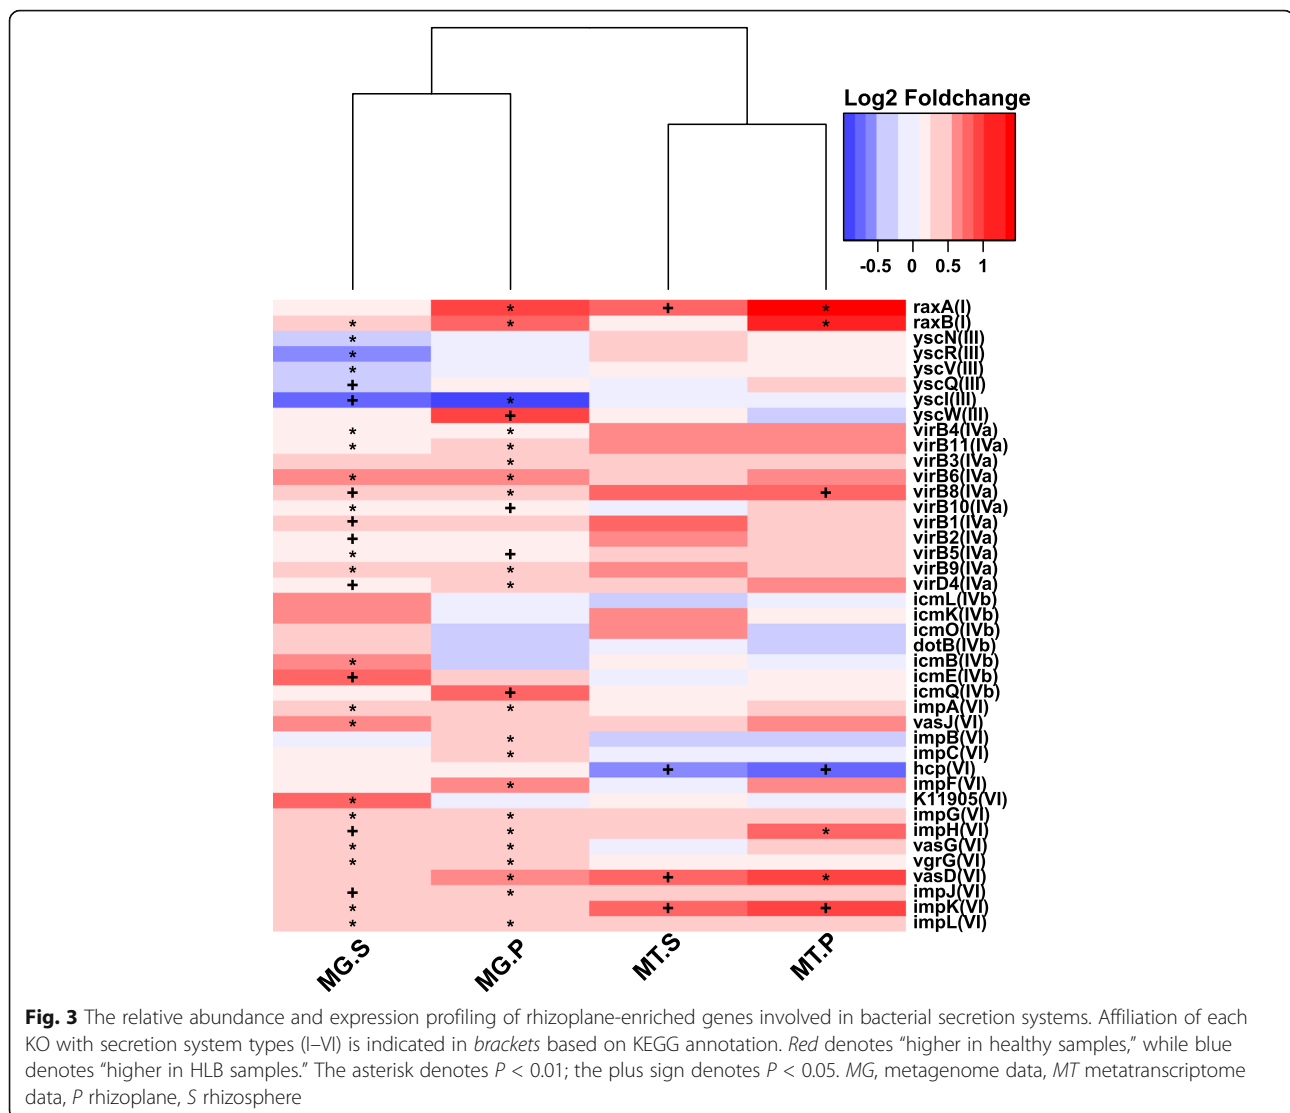 Log2 Foldchange
-0.5 0 0.5 1
* + * raxA(I)
* * * raxB(I)
* yscN(III)
* yscR(III)
* yscV(III)
+ yscQ(III)
+ * yscI(III)
+ yscW(III)
* * virB4(IVa)
* * virB11(IVa)
* virB3(IVa)
* * virB6(IVa)
+ * + virB8(IVa)
* + virB10(IVa)
+ virB1(IVa)
+ virB2(IVa)
* + virB5(IVa)
* * virB9(IVa)
+ * virD4(IVa)
icmL(IVb)
icmK(IVb)
icmO(IVb)
dotB(IVb)
* icmB(IVb)
+ icmE(IVb)
+ icmQ(IVb)
* * impA(VI)
* vasJ(VI)
* impB(VI)
* impC(VI)
+ + hcp(VI)
* impF(VI)
* K11905(VI)
* * impG(VI)
+ * * impH(VI)
* * vasG(VI)
* * vgrG(VI)
* + * vasD(VI)
+ * impJ(VI)
* + + impK(VI)
* * impL(VI)
MG.S MG.P MT.S MT.P
Fig. 3 The relative abundance and expression profiling of rhizoplane-enriched genes involved in bacterial secretion systems. Affiliation of each
KO with secretion system types (I–VI) is indicated in brackets based on KEGG annotation. Red denotes “higher in healthy samples,” while blue
denotes “higher in HLB samples.” The asterisk denotes P < 0.01; the plus sign denotes P < 0.05. MG, metagenome data, MT metatranscriptome
data, P rhizoplane, S rhizosphere